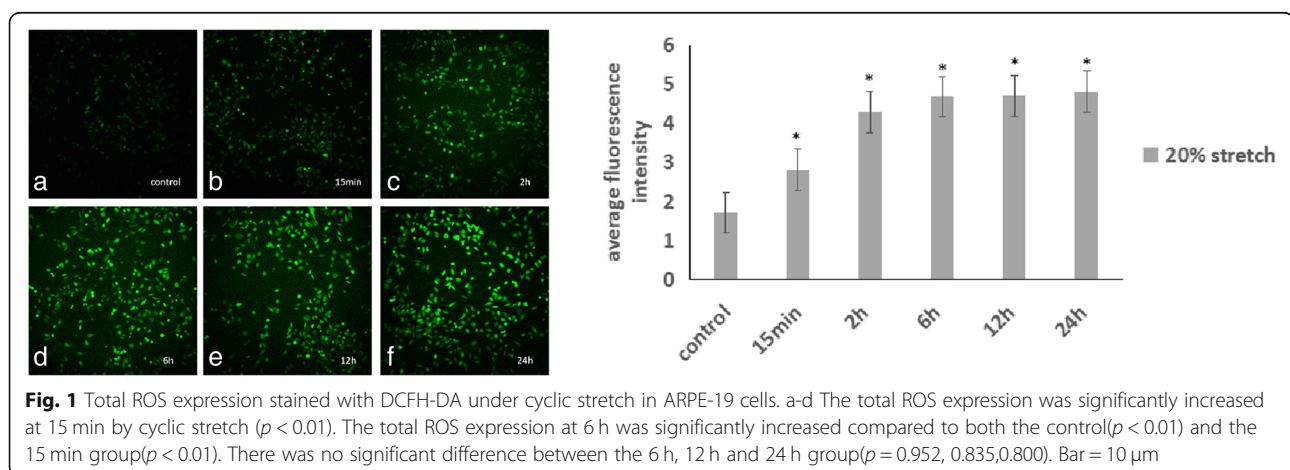 a control
b 15min
c 2h
d 6h
e 12h
f 24h
6
5
4
3
2
1
0
average fluorescence
intensity
* * * * *
control 15min 2h 6h 12h 24h
20% stretch
Fig. 1 Total ROS expression stained with DCFH-DA under cyclic stretch in ARPE-19 cells. a-d The total ROS expression was significantly increased
at 15 min by cyclic stretch (p < 0.01). The total ROS expression at 6 h was significantly increased compared to both the control(p < 0.01) and the
15 min group(p < 0.01). There was no significant difference between the 6 h, 12 h and 24 h group(p = 0.952, 0.835,0.800). Bar = 10 μm